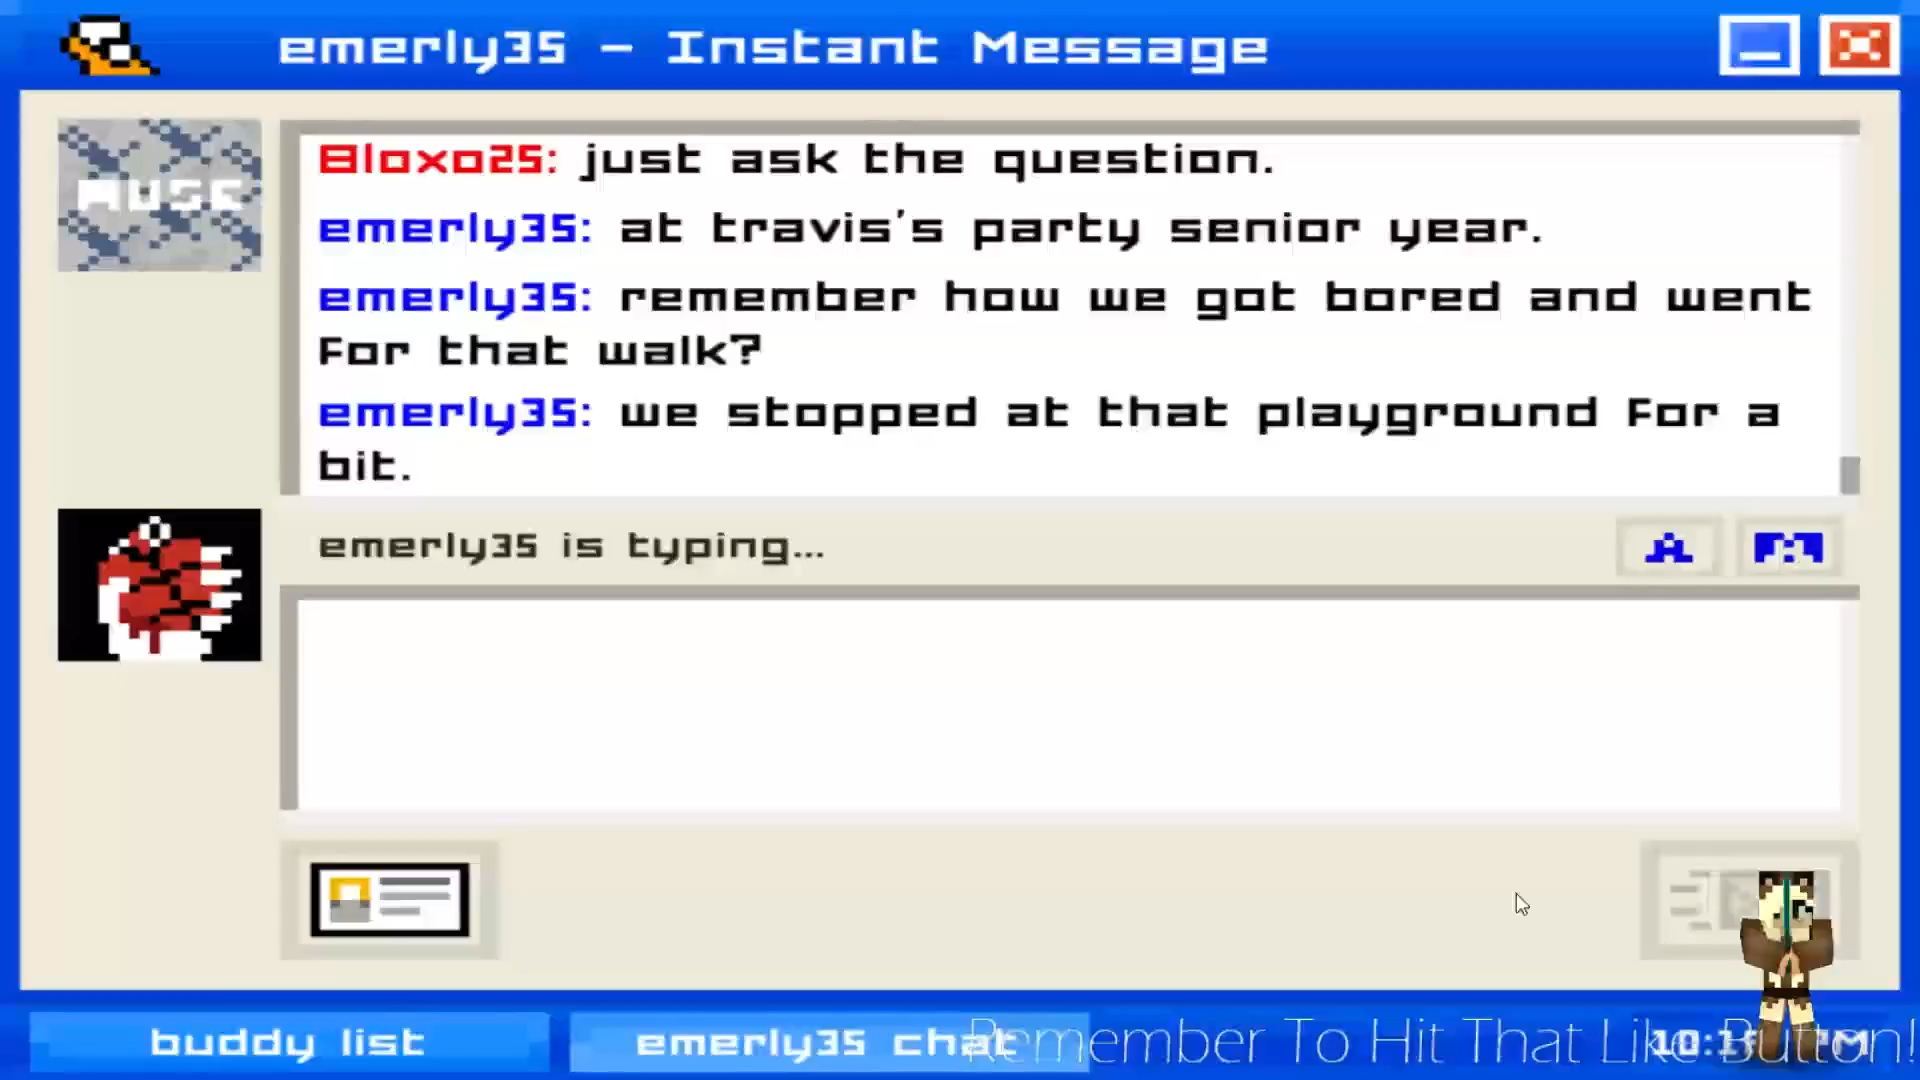 emerly35 - Instant Message
MUSE
Bloxo25: just ask the question.
emerly35: at travis's party senior year.
emerly35: remember how we got bored and went
for that walk?
emerly35: we stopped at that playground for a
bit.
emerly35 is typing...
buddy list
emerly35 chat
Remember To Hit That Like Button!